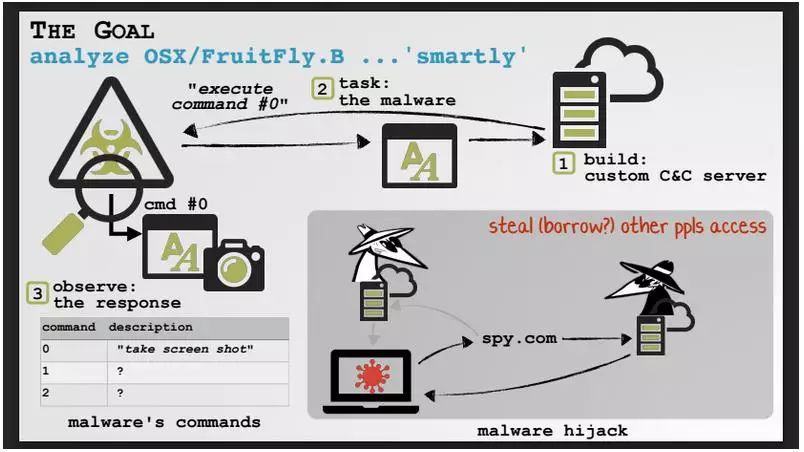 THE GOAL
analyze OSX/FruitFly.B ...'smartly'
"execute
command #0"
2 task:
the malware
AA
1 build:
custom C&C server
cmd #0
AA
3 observe:
the response
command description
0 "take screen shot"
1 ?
2 ?
malware's commands
steal (borrow?) other ppls access
spy.com
malware hijack